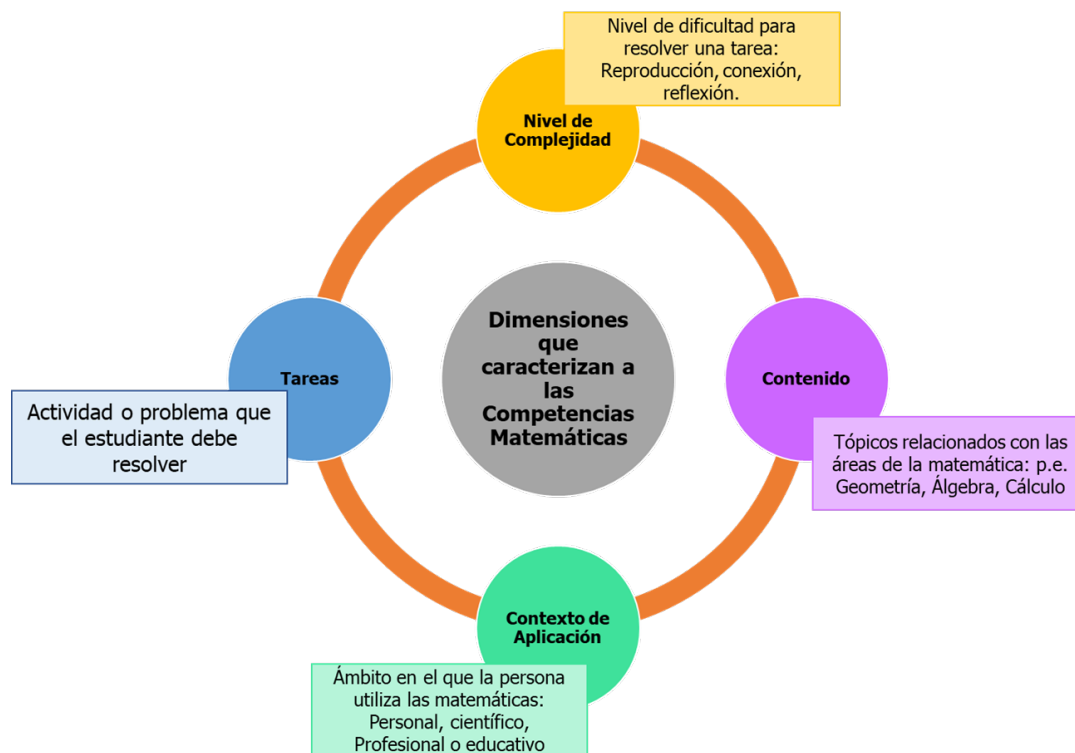 Nivel de dificultad para
resolver una tarea:
Reproducción, conexión,
reflexión.
Nivel de
Complejidad
Dimensiones
que
caracterizan a
las
Competencias
Matemáticas
Tareas
Actividad o problema que
el estudiante debe
resolver
Contenido
Tópicos relacionados con las
áreas de la matemática: p.e.
Geometría, Álgebra, Cálculo
Contexto de
Aplicación
Ámbito en el que la persona
utiliza las matemáticas:
Personal, científico,
Profesional o educativo